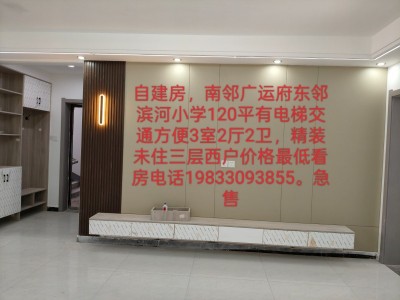 自建房，南邻广运府东邻
滨河小学120平有电梯交
通方便3室2厅2卫，精装
未住三层西户价格最低看
房电话19833093855。急
售